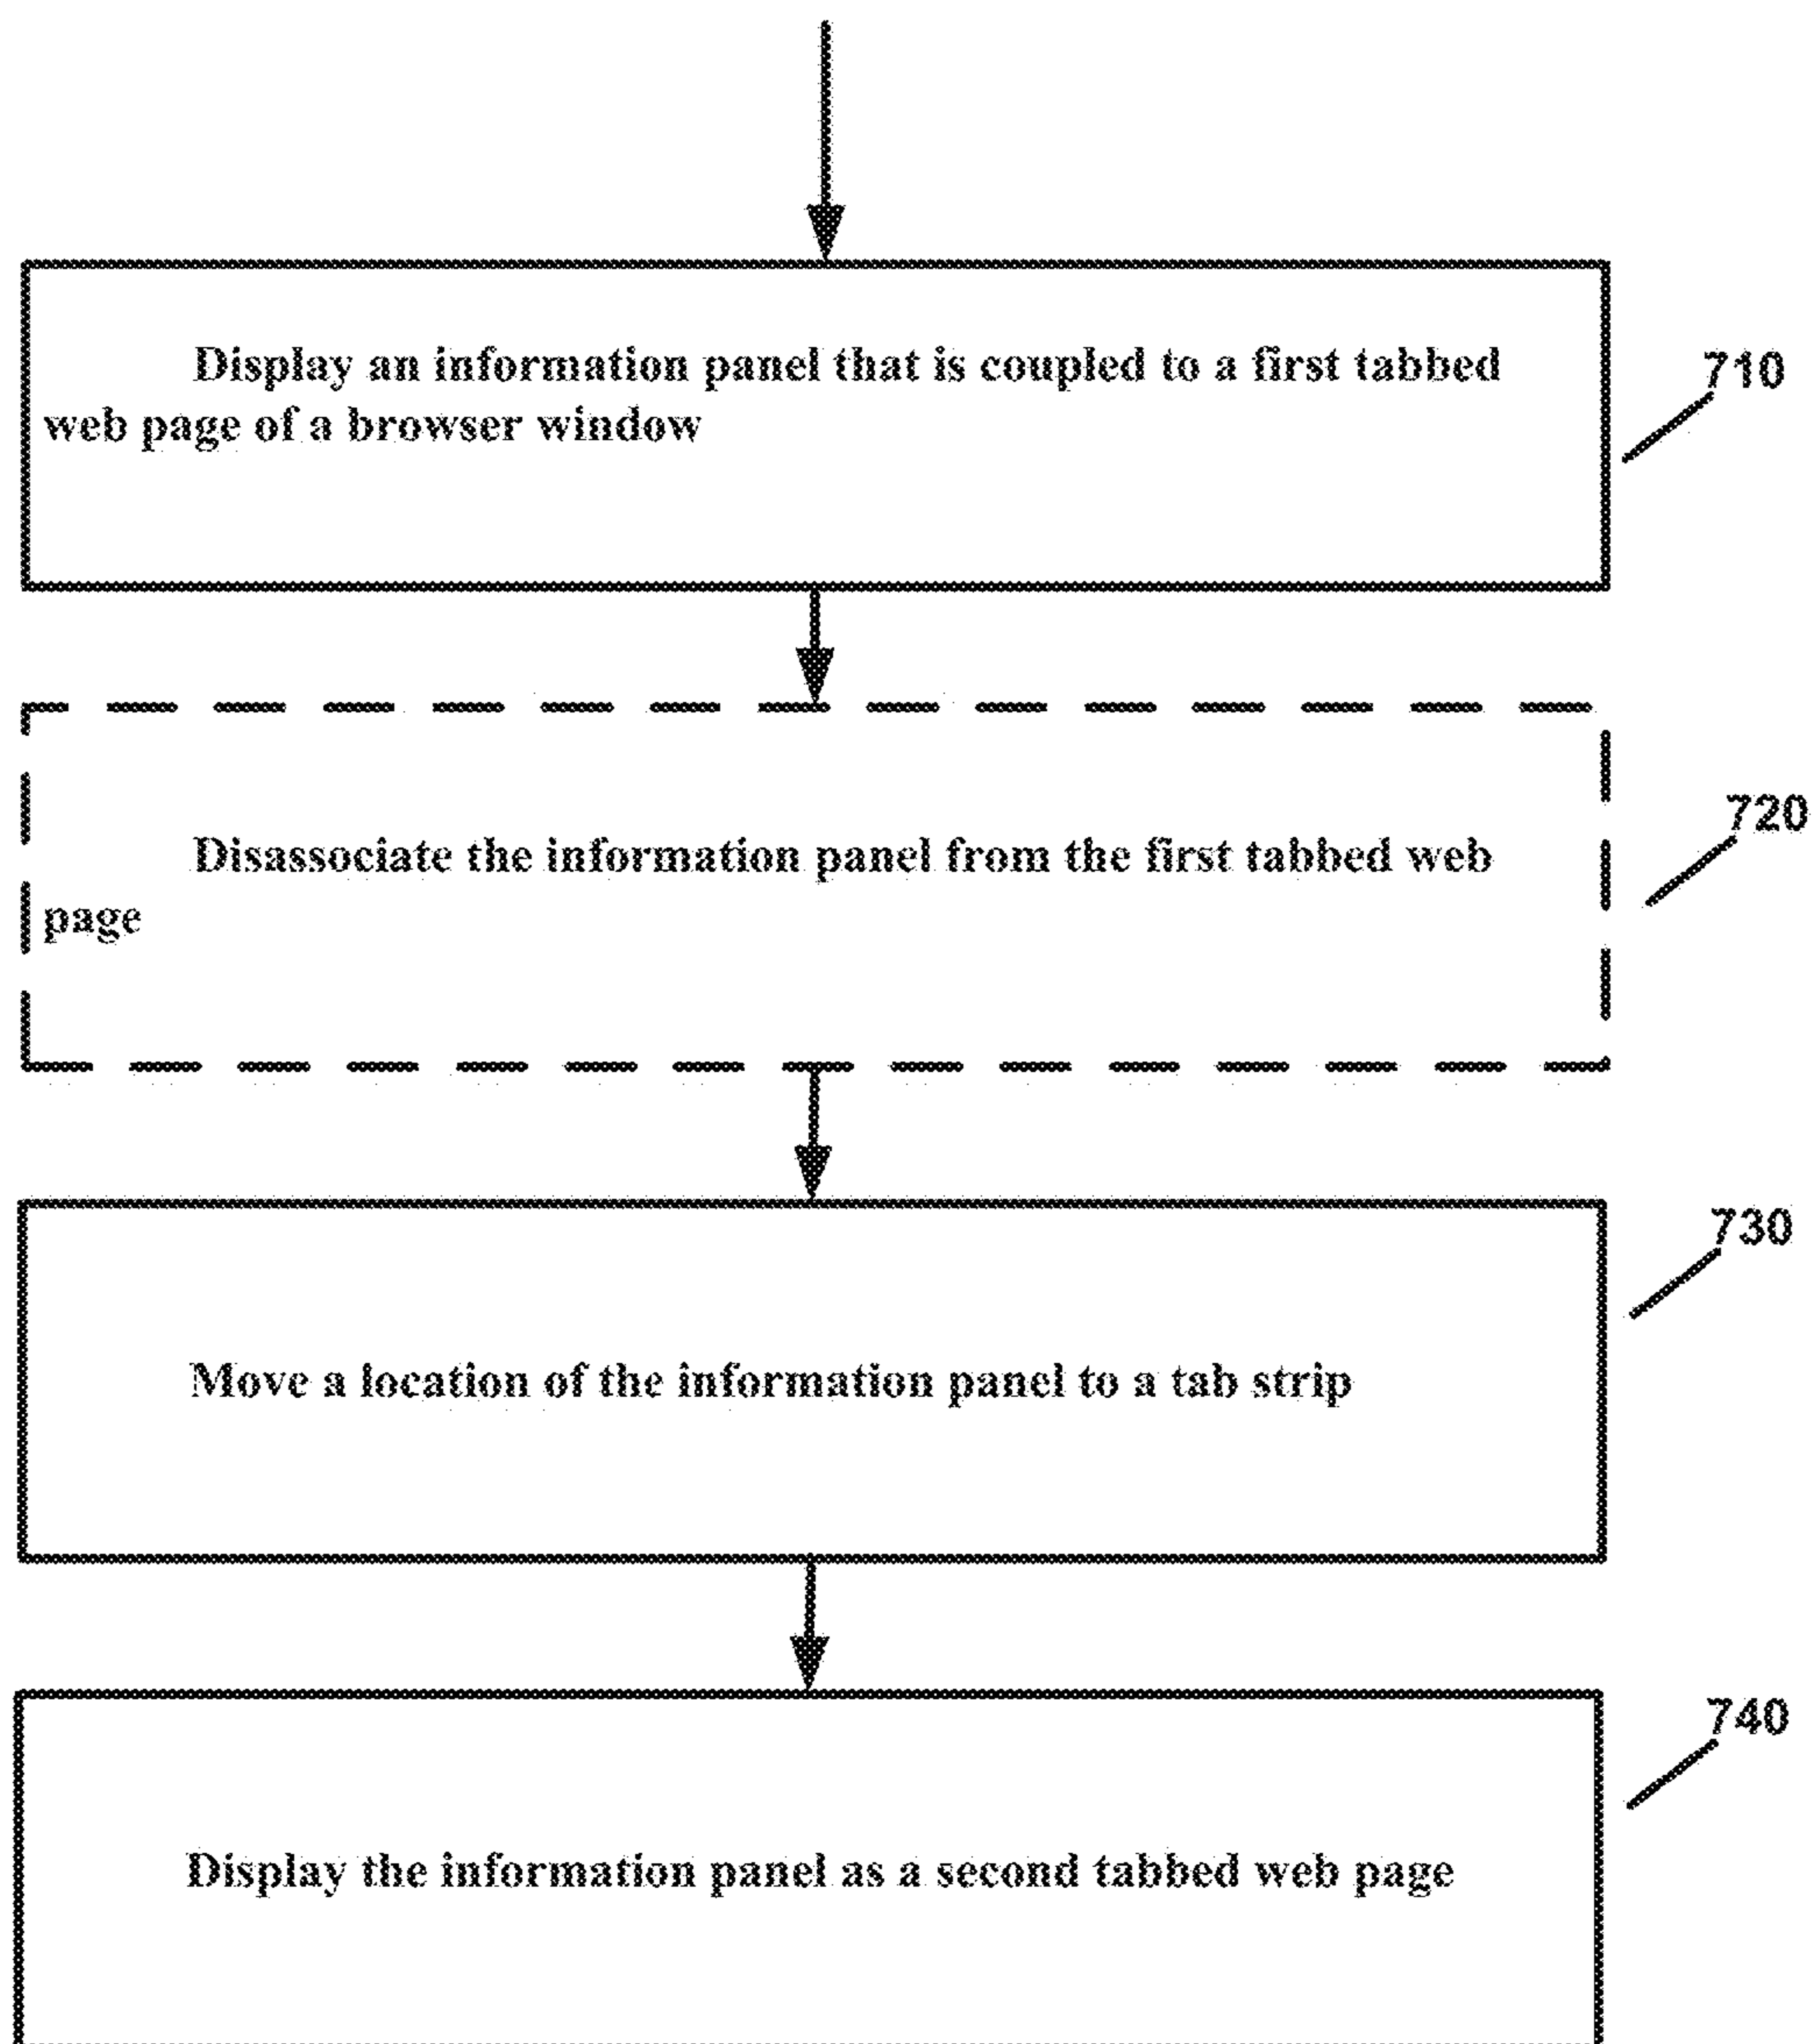 Display an information panel that is coupled to a first tabbed
web page of a browser window
710
Disassociate the information panel from the first tabbed web
page
720
Move a location of the information panel to a tab strip
730
Display the information panel as a second tabbed web page
740